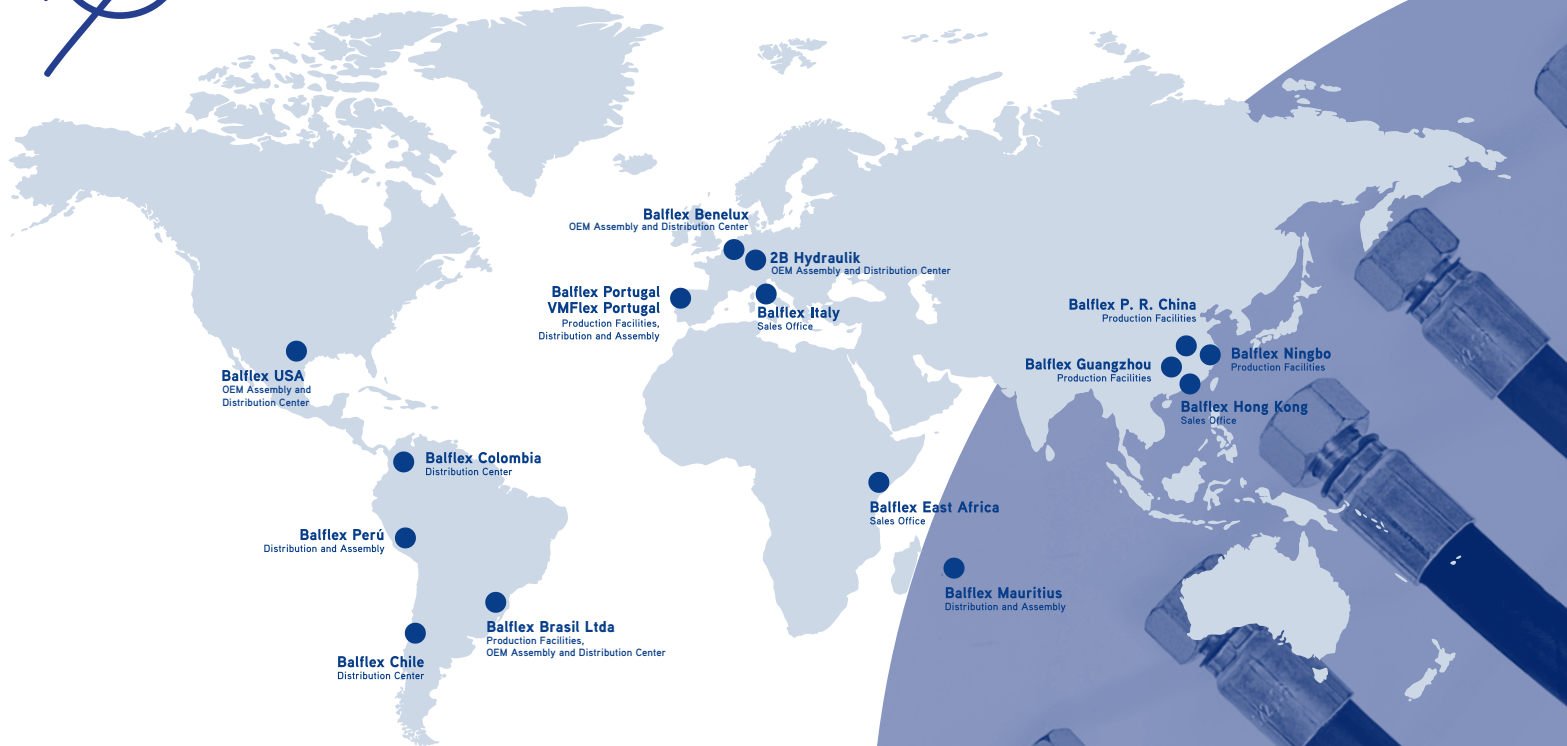 Balflex Benelux
OEM Assembly and Distribution Center
2B Hydraulik
OEM Assembly and Distribution Center
Balflex Portugal
VMFlex Portugal
Production Facilities,
Distribution and Assembly
Balflex Italy
Sales Office
Balflex P. R. China
Production Facilities
Balflex Guangzhou
Production Facilities
Balflex Ningbo
Production Facilities
Balflex Hong Kong
Sales Office
Balflex USA
OEM Assembly and
Distribution Center
Balflex Colombia
Distribution Center
Balflex East Africa
Sales Office
Balflex Perú
Distribution and Assembly
Balflex Mauritius
Distribution and Assembly
Balflex Brasil Ltda
Production Facilities,
OEM Assembly and Distribution Center
Balflex Chile
Distribution Center